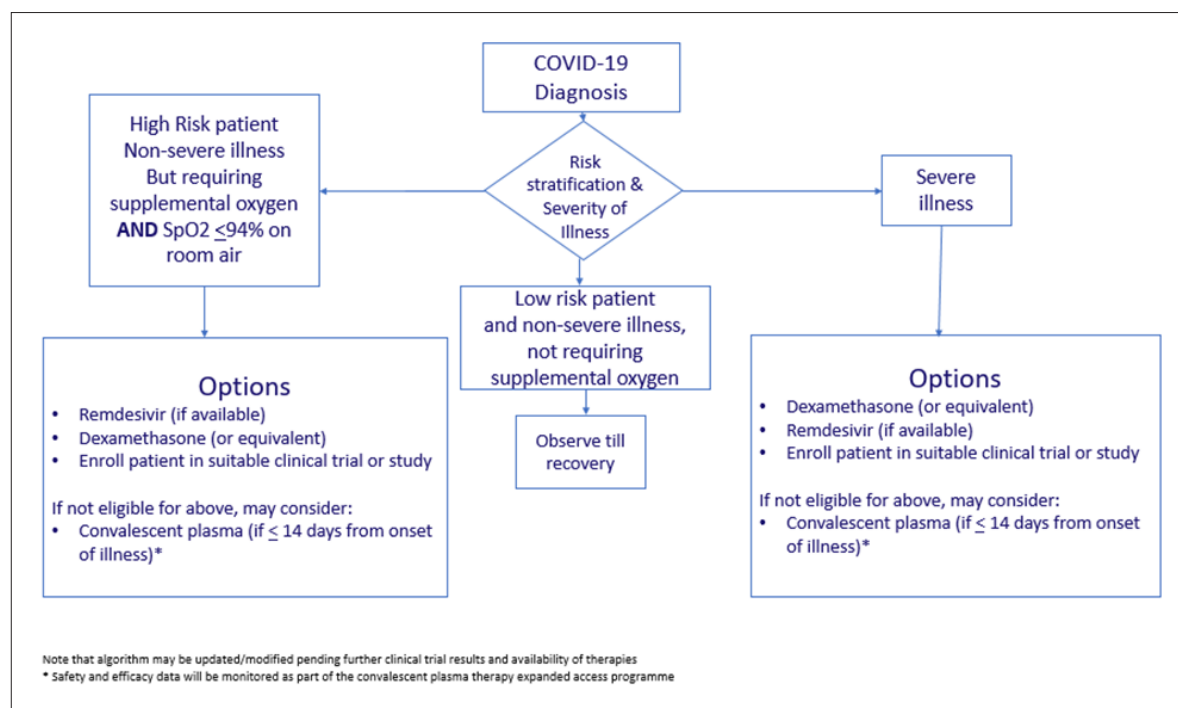 COVID-19
Diagnosis
High Risk patient
Non-severe illness
But requiring
supplemental oxygen
AND SpO2 ≤94% on
room air
Risk
stratification &
Severity of
Illness
Severe
illness
Low risk patient
and non-severe illness,
not requiring
supplemental oxygen
Observe till
recovery
Options
• Remdesivir (if available)
• Dexamethasone (or equivalent)
• Enroll patient in suitable clinical trial or study
If not eligible for above, may consider:
• Convalescent plasma (if ≤ 14 days from onset
of illness)*
Options
• Dexamethasone (or equivalent)
• Remdesivir (if available)
• Enroll patient in suitable clinical trial or study
If not eligible for above, may consider:
• Convalescent plasma (if ≤ 14 days from onset
of illness)*
Note that algorithm may be updated/modified pending further clinical trial results and availability of therapies
* Safety and efficacy data will be monitored as part of the convalescent plasma therapy expanded access programme